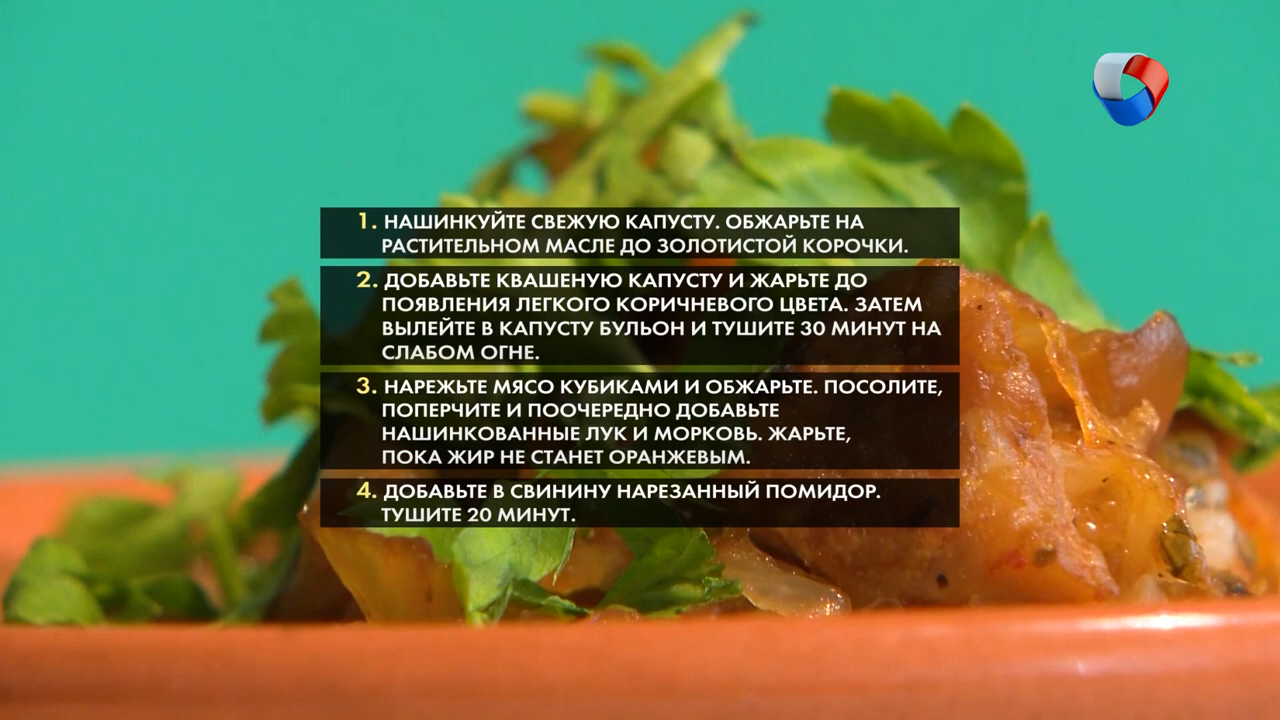 1. НАШИНКУЙТЕ СВЕЖУЮ КАПУСТУ. ОБЖАРЬТЕ НА
РАСТИТЕЛЬНОМ МАСЛЕ ДО ЗОЛОТИСТОЙ КОРОЧКИ.
2. ДОБАВЬТЕ КВАШЕНУЮ КАПУСТУ И ЖАРЬТЕ ДО
ПОЯВЛЕНИЯ ЛЕГКОГО КОРИЧНЕВОГО ЦВЕТА. ЗАТЕМ
ВЫЛЕЙТЕ В КАПУСТУ БУЛЬОН И ТУШИТЕ 30 МИНУТ НА
СЛАБОМ ОГНЕ.
3. НАРЕЖЬТЕ МЯСО КУБИКАМИ И ОБЖАРЬТЕ. ПОСОЛИТЕ,
ПОПЕРЧИТЕ И ПООЧЕРЕДНО ДОБАВЬТЕ
НАШИНКОВАННЫЕ ЛУК И МОРКОВЬ. ЖАРЬТЕ,
ПОКА ЖИР НЕ СТАНЕТ ОРАНЖЕВЫМ.
4. ДОБАВЬТЕ В СВИНИНУ НАРЕЗАННЫЙ ПОМИДОР.
ТУШИТЕ 20 МИНУТ.